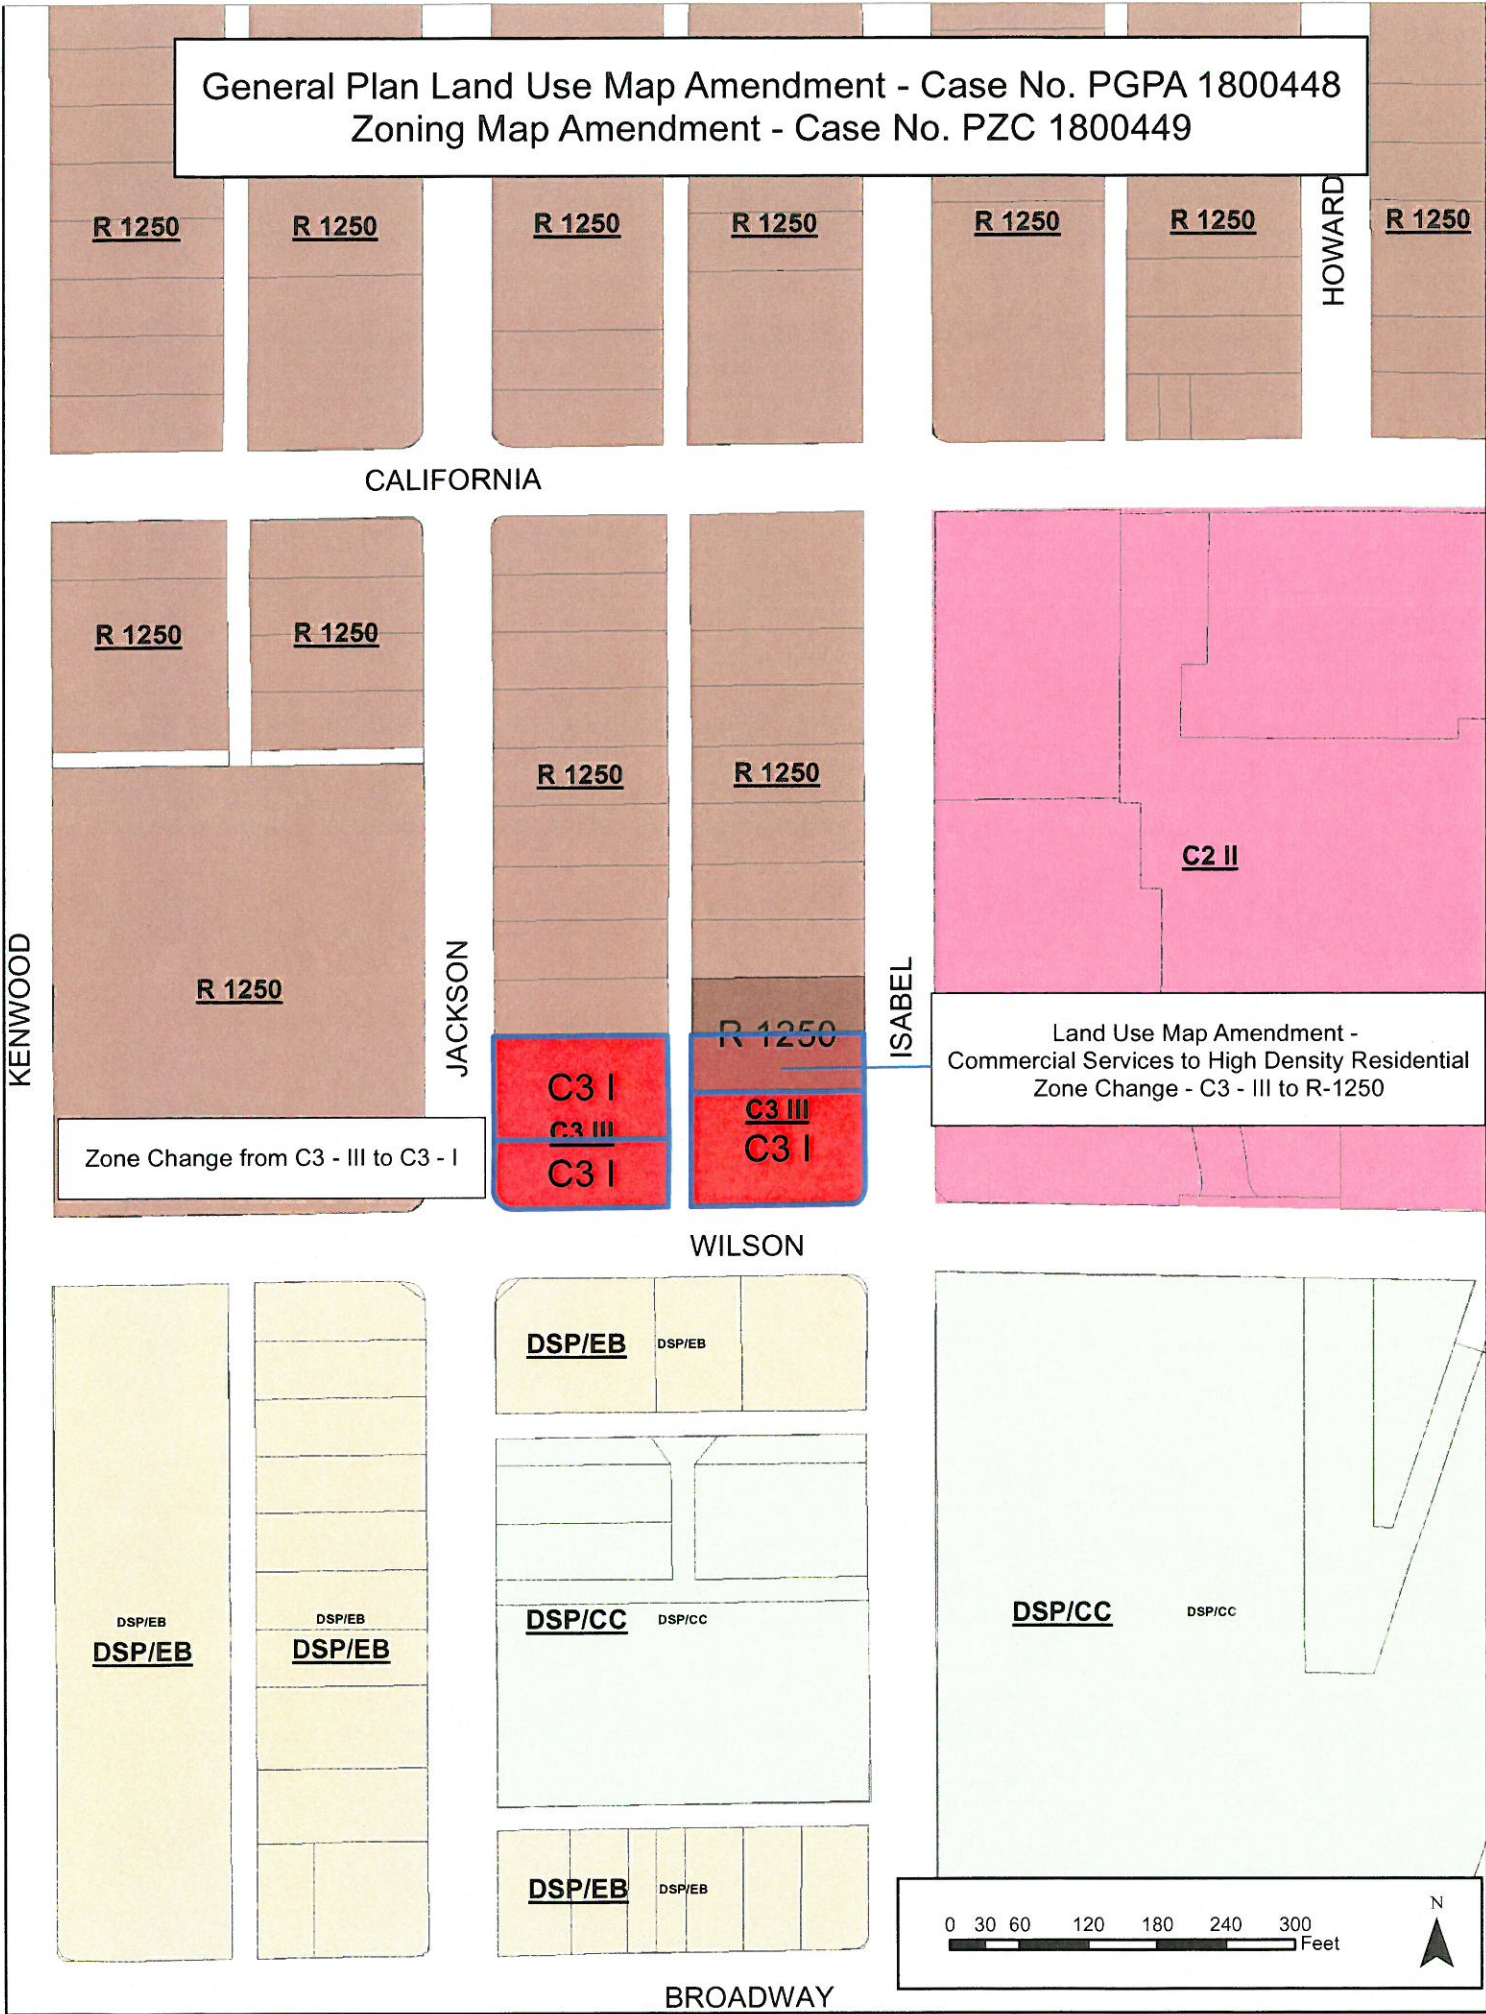 General Plan Land Use Map Amendment - Case No. PGPA 1800448
Zoning Map Amendment - Case No. PZC 1800449
R 1250
R 1250
R 1250
R 1250
R 1250
R 1250
R 1250
HOWARD
CALIFORNIA
R 1250
R 1250
R 1250
R 1250
C2 II
KENWOOD
R 1250
JACKSON
ISABEL
R 1250
Land Use Map Amendment -
Commercial Services to High Density Residential
Zone Change - C3 - III to R-1250
C3 I
C3 III
C3 I
C3 III
C3 I
Zone Change from C3 - III to C3 - I
WILSON
DSP/EB
DSP/EB
DSP/EB
DSP/EB
DSP/EB
DSP/EB
DSP/CC
DSP/CC
DSP/CC
DSP/CC
DSP/EB
DSP/EB
0 30 60 120 180 240 300
Feet
N
BROADWAY